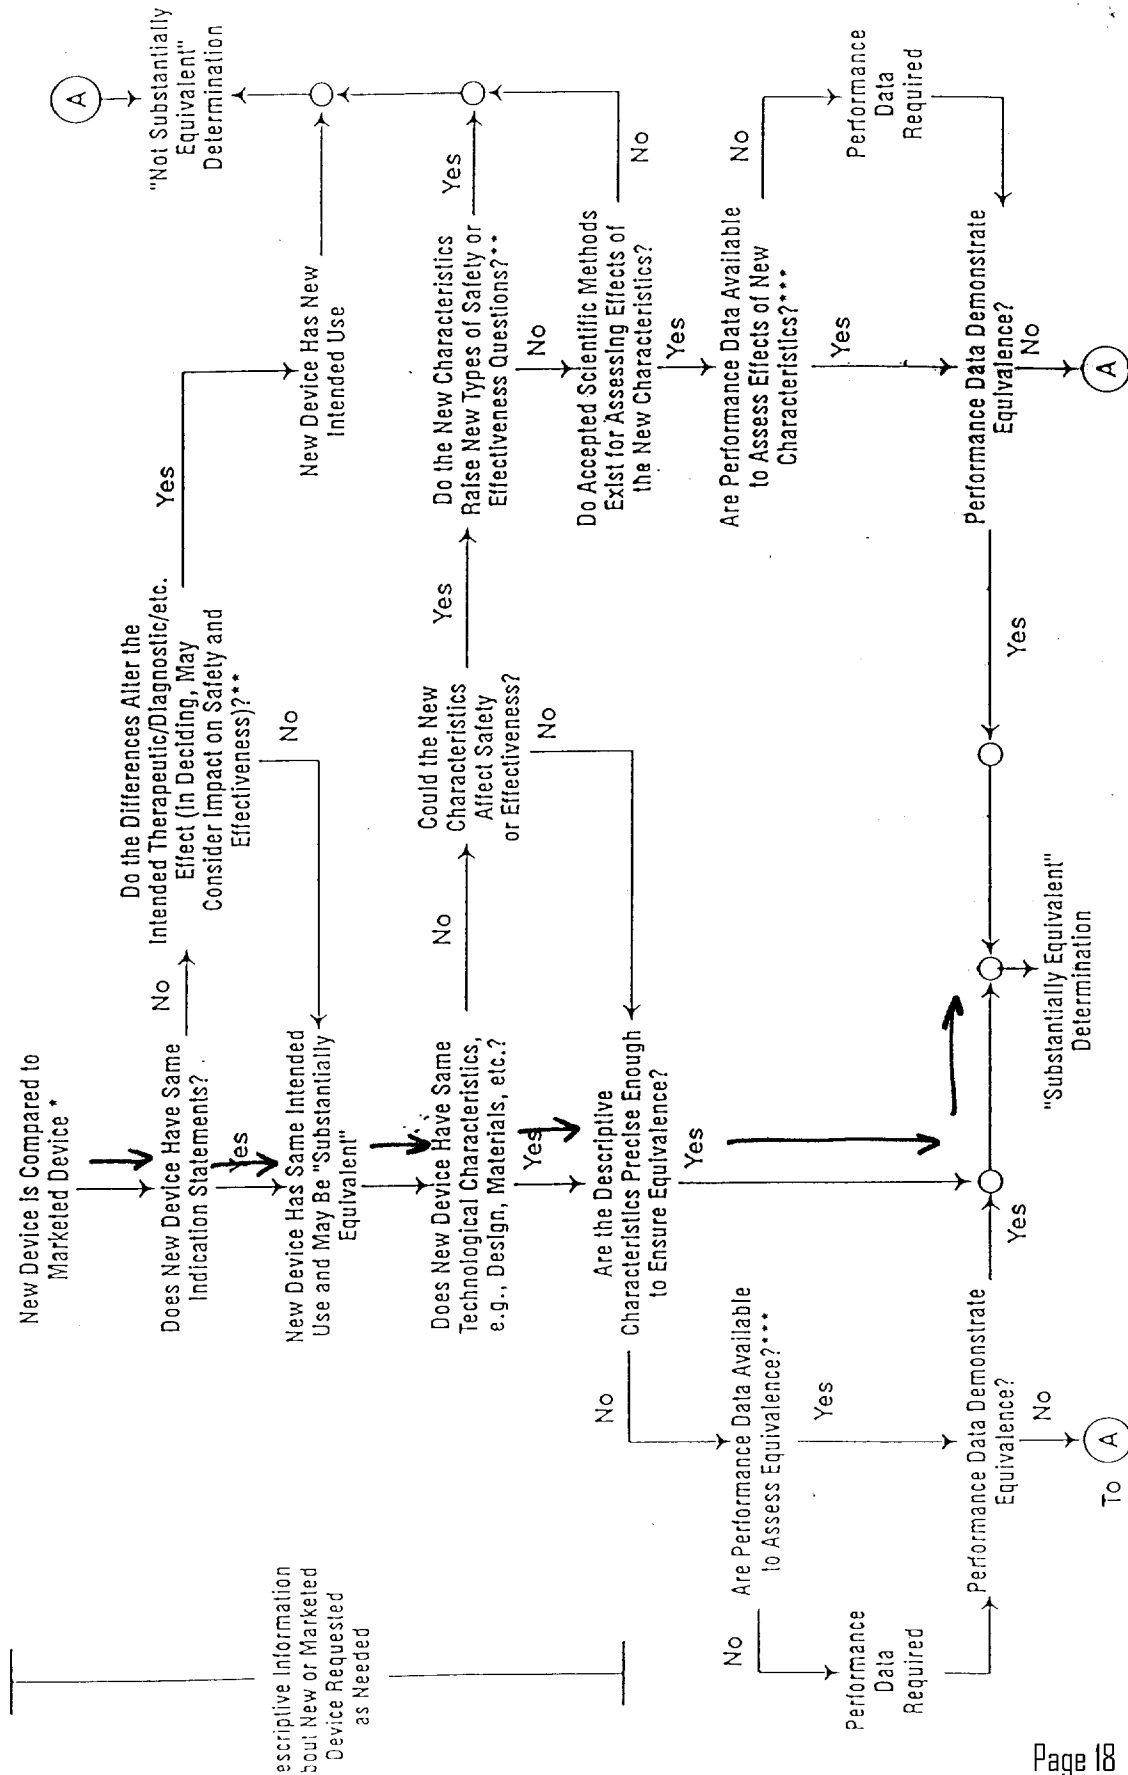 New Device is Compared to
Marketed Device *
Does New Device Have Same
Indication Statements?
No
Do the Differences Alter the
Intended Therapeutic/Diagnostic/etc.
Effect (in Deciding, May
Consider Impact on Safety and
Effectiveness)?**
Yes
"Not Substantially
Equivalent"
Determination
A
Yes
No
New Device Has New
Intended Use
New Device Has Same Intended
Use and May Be "Substantially
Equivalent"
Does New Device Have Same
Technological Characteristics,
e.g., Design, Materials, etc.?
No
Could the New
Characteristics
Affect Safety
or Effectiveness?
Yes
Do the New Characteristics
Raise New Types of Safety or
Effectiveness Questions?**
Yes
Yes
No
No
escriptive Information
bout New or Marketed
Device Requested
as Needed
Are the Descriptive
Characteristics Precise Enough
to Ensure Equivalence?
Do Accepted Scientific Methods
Exist for Assessing Effects of
the New Characteristics?
No
No
Yes
Yes
Are Performance Data Available
to Assess Equivalence?***
Are Performance Data Available
to Assess Effects of New
Characteristics?***
No
No
Yes
Yes
Performance
Data
Required
Performance
Data
Required
Performance Data Demonstrate
Equivalence?
Yes
Yes
Performance Data Demonstrate
Equivalence?
No
No
"Substantially Equivalent"
Determination
To
A
A
Page 18